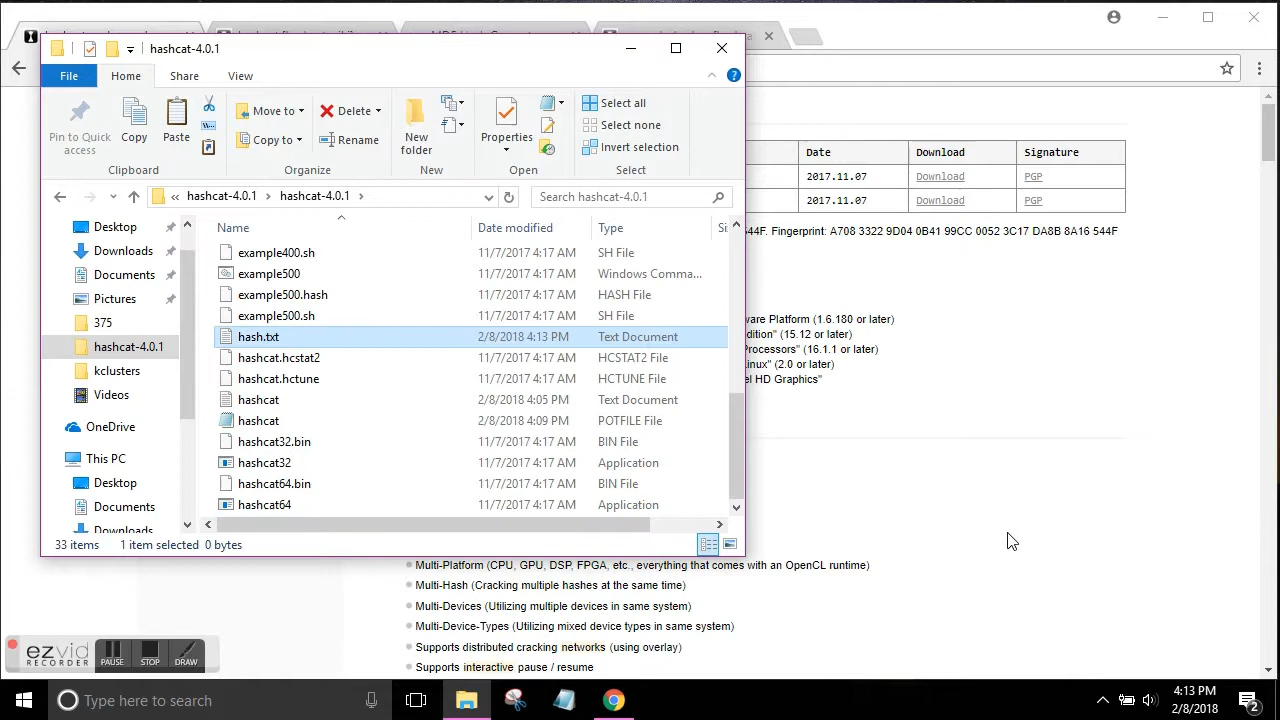 hashcat-4.0.1
File Home Share View
Pin to Quick access
Copy
Paste
Clipboard
Move to
Copy to
Delete
Rename
Organize
New folder
New
Properties
Open
Select all
Select none
Invert selection
Select
« hashcat-4.0.1 > hashcat-4.0.1 >
Search hashcat-4.0.1
Desktop
Downloads
Documents
Pictures
375
hashcat-4.0.1
kclusters
Videos
OneDrive
This PC
Desktop
Documents
Downloads
Name Date modified Type
example400.sh 11/7/2017 4:17 AM SH File
example500 11/7/2017 4:17 AM Windows Comma...
example500.hash 11/7/2017 4:17 AM HASH File
example500.sh 11/7/2017 4:17 AM SH File
hash.txt 2/8/2018 4:13 PM Text Document
hashcat.hcstat2 11/7/2017 4:17 AM HCSTAT2 File
hashcat.hctune 11/7/2017 4:17 AM HCTUNE File
hashcat 2/8/2018 4:05 PM Text Document
hashcat 2/8/2018 4:09 PM POTFILE File
hashcat32.bin 11/7/2017 4:17 AM BIN File
hashcat32 11/7/2017 4:17 AM Application
hashcat64.bin 11/7/2017 4:17 AM BIN File
hashcat64 11/7/2017 4:17 AM Application
33 items 1 item selected 0 bytes
Date Download Signature
2017.11.07 Download PGP
2017.11.07 Download PGP
544F. Fingerprint: A708 3322 9D04 0B41 99CC 0052 3C17 DA8B 8A16 544F
ware Platform (1.6.180 or later)
dition" (15.12 or later)
Processors" (16.1.1 or later)
Linux" (2.0 or later)
el HD Graphics"
Multi-Platform (CPU, GPU, DSP, FPGA, etc., everything that comes with an OpenCL runtime)
Multi-Hash (Cracking multiple hashes at the same time)
Multi-Devices (Utilizing multiple devices in same system)
Multi-Device-Types (Utilizing mixed device types in same system)
Supports distributed cracking networks (using overlay)
Supports interactive pause / resume
ezvid
RECORDER
PAUSE STOP DRAW
Type here to search
4:13 PM
2/8/2018
2